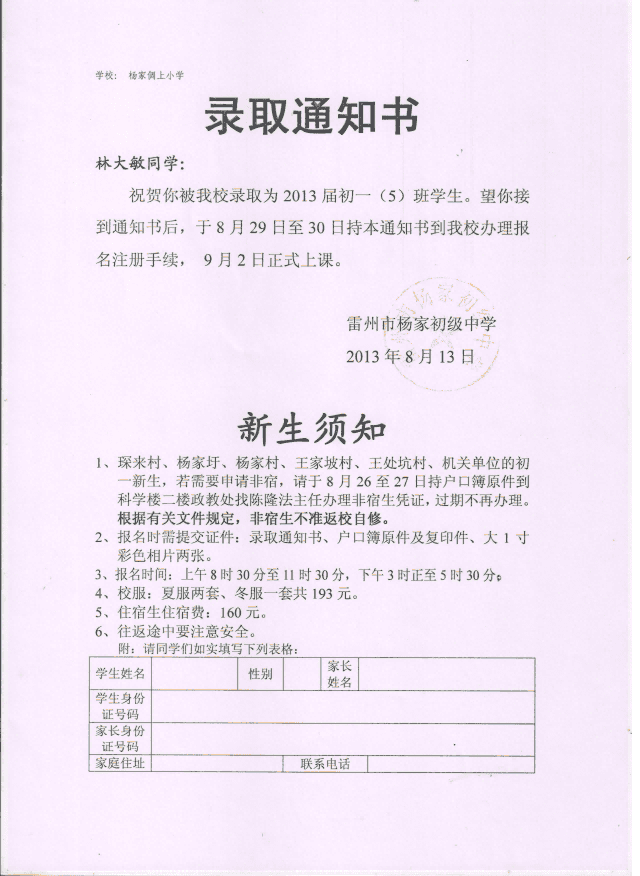 学校： 杨家倜上小学
录取通知书
林大敏同学：
祝贺你被我校录取为 2013 届初一（5）班学生。望你接
到通知书后，于 8 月 29 日至 30 日持本通知书到我校办理报
名注册手续， 9 月 2 日正式上课。
雷州市杨家初级中学
2013 年 8 月 13 日
新生须知
1、琛来村、杨家圩、杨家村、王家坡村、王处坑村、机关单位的初
一新生，若需要申请非宿，请于 8 月 26 至 27 日持户口簿原件到
科学楼二楼政教处找陈隆法主任办理非宿生凭证，过期不再办理。
根据有关文件规定，非宿生不准返校自修。
2、报名时需提交证件：录取通知书、户口簿原件及复印件、大 1 寸
彩色相片两张。
3、报名时间：上午 8 时 30 分至 11 时 30 分，下午 3 时正至 5 时 30 分。
4、校服：夏服两套、冬服一套共 193 元。
5、住宿生住宿费：160 元。
6、往返途中要注意安全。
附：请同学们如实填写下列表格：
学生姓名 性别 家长
姓名
学生身份
证号码
家长身份
证号码
家庭住址 联系电话